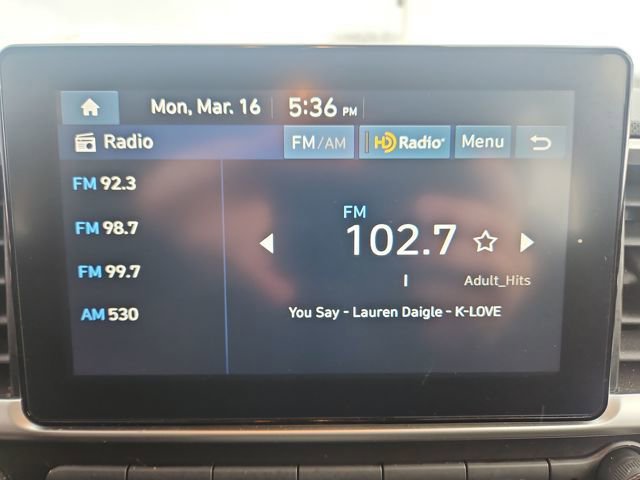 Mon, Mar. 16 5:36 PM
Radio FM/AM HD Radio Menu
FM 92.3
FM 98.7
FM 99.7
AM 530
FM
102.7
Adult_Hits
You Say - Lauren Daigle - K-LOVE